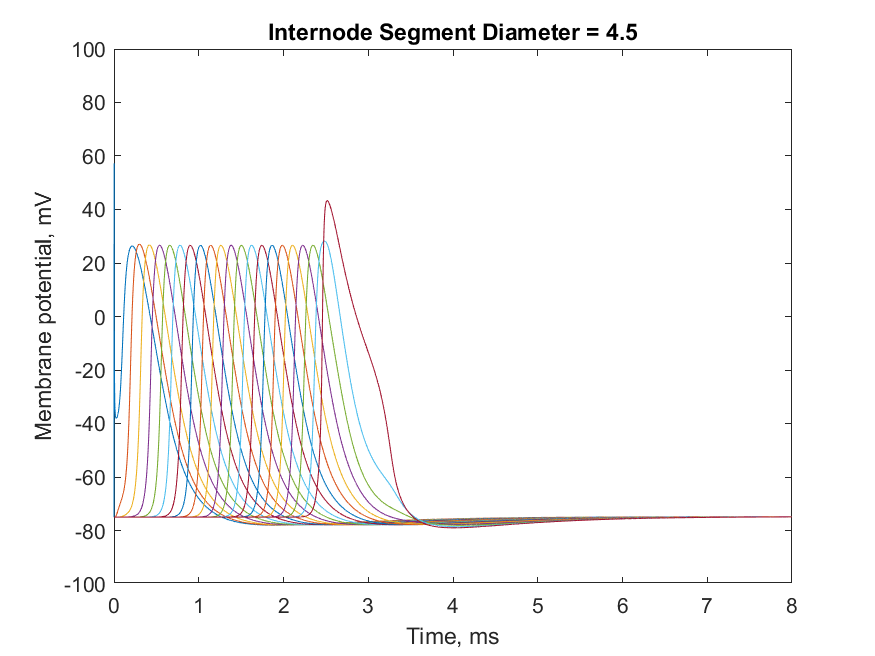 Internode Segment Diameter = 4.5
100
80
60
40
20
0
-20
-40
-60
-80
-100
Membrane potential, mV
0 1 2 3 4 5 6 7 8
Time, ms